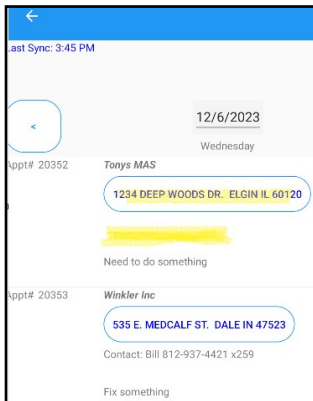 Last Sync: 3:45 PM
<
12/6/2023
Wednesday
Appt# 20352 Tonys MAS
1234 DEEP WOODS DR. ELGIN IL 60120
Need to do something
Appt# 20353 Winkler Inc
535 E. MEDCALF ST. DALE IN 47523
Contact: Bill 812-937-4421 x259
Fix something